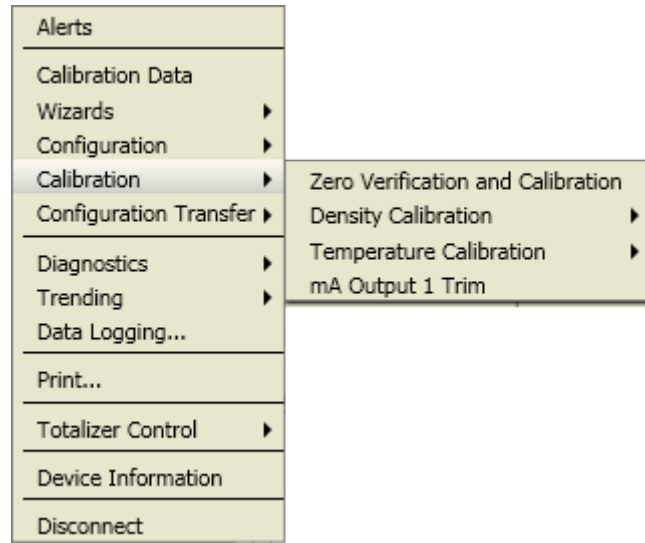 Alerts
Calibration Data
Wizards
Configuration
Calibration
Configuration Transfer
Diagnostics
Trending
Data Logging...
Print...
Totalizer Control
Device Information
Disconnect
Zero Verification and Calibration
Density Calibration
Temperature Calibration
mA Output 1 Trim